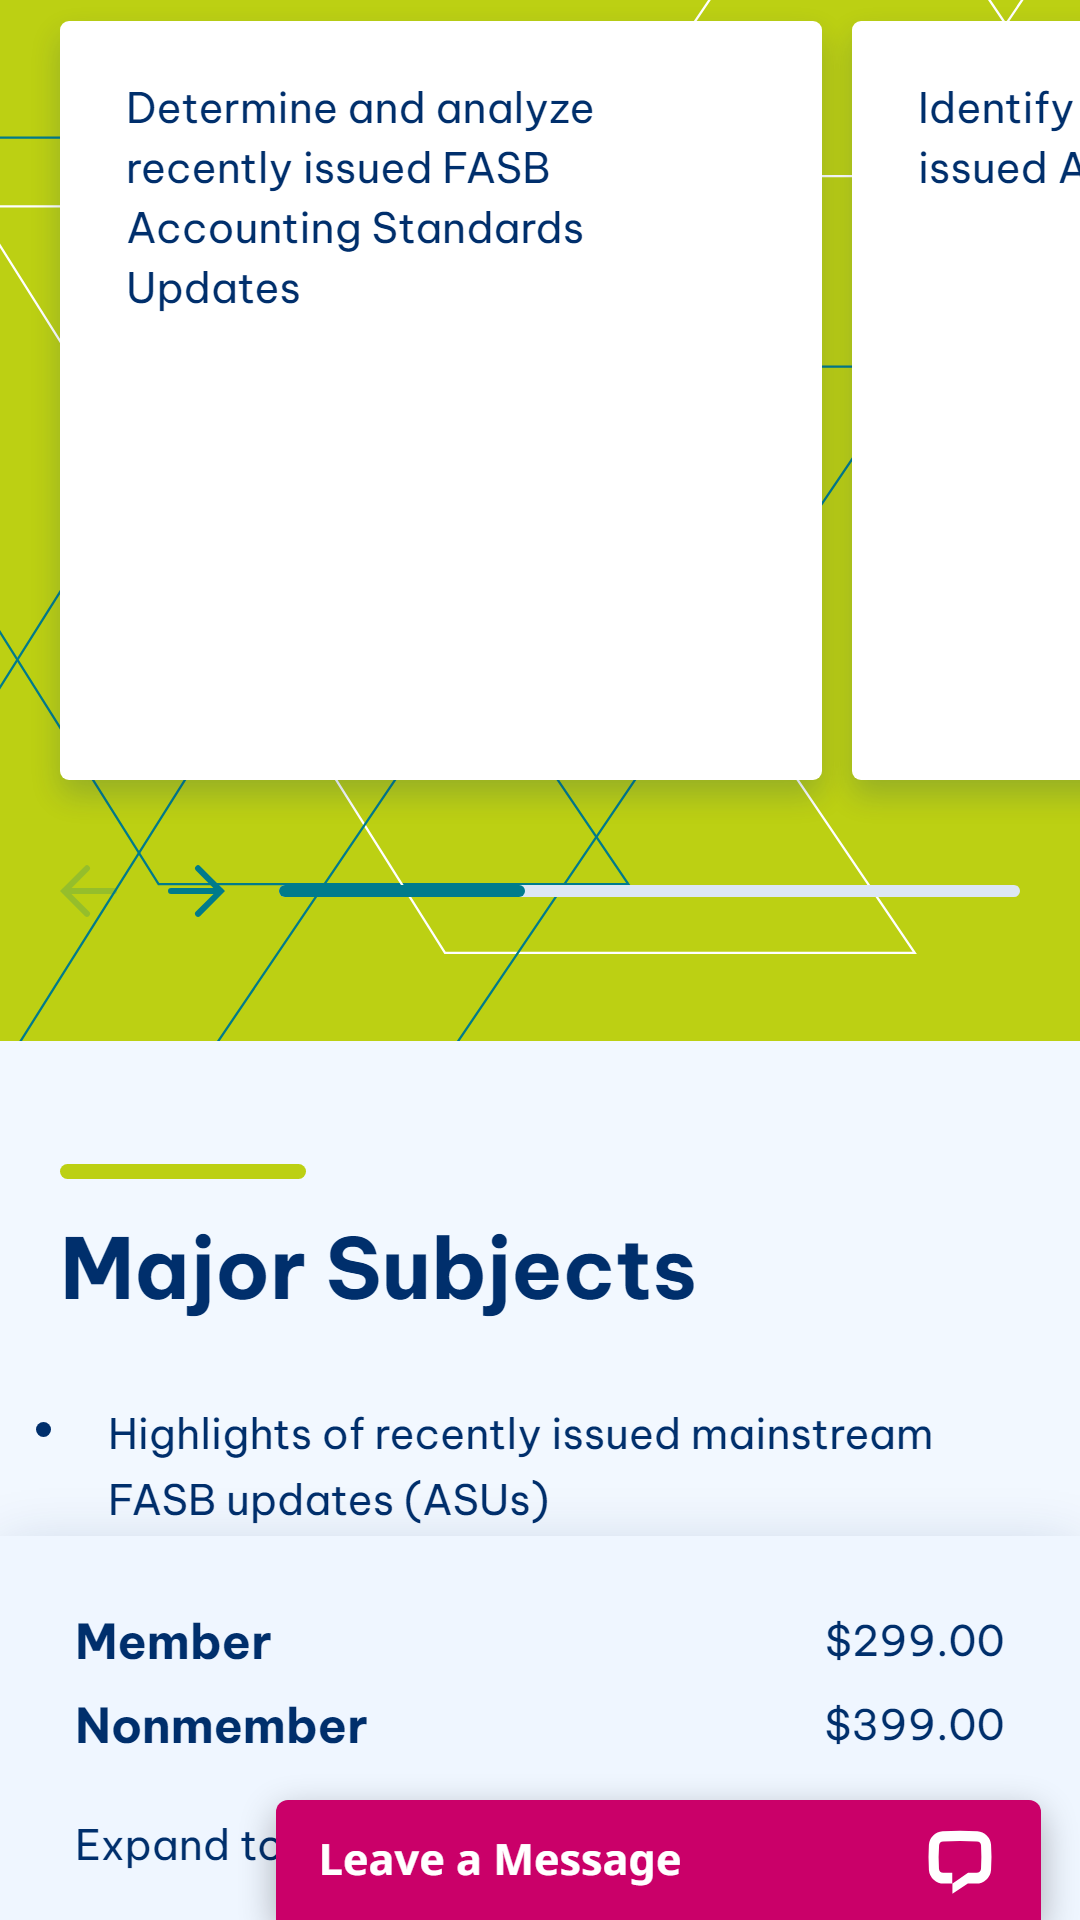 Determine and analyze
recently issued FASB
Accounting Standards
Updates
Identify
issued
Major Subjects
• Highlights of recently issued mainstream
FASB updates (ASUs)
Member $299.00
Nonmember $399.00
Expand to
Leave a Message